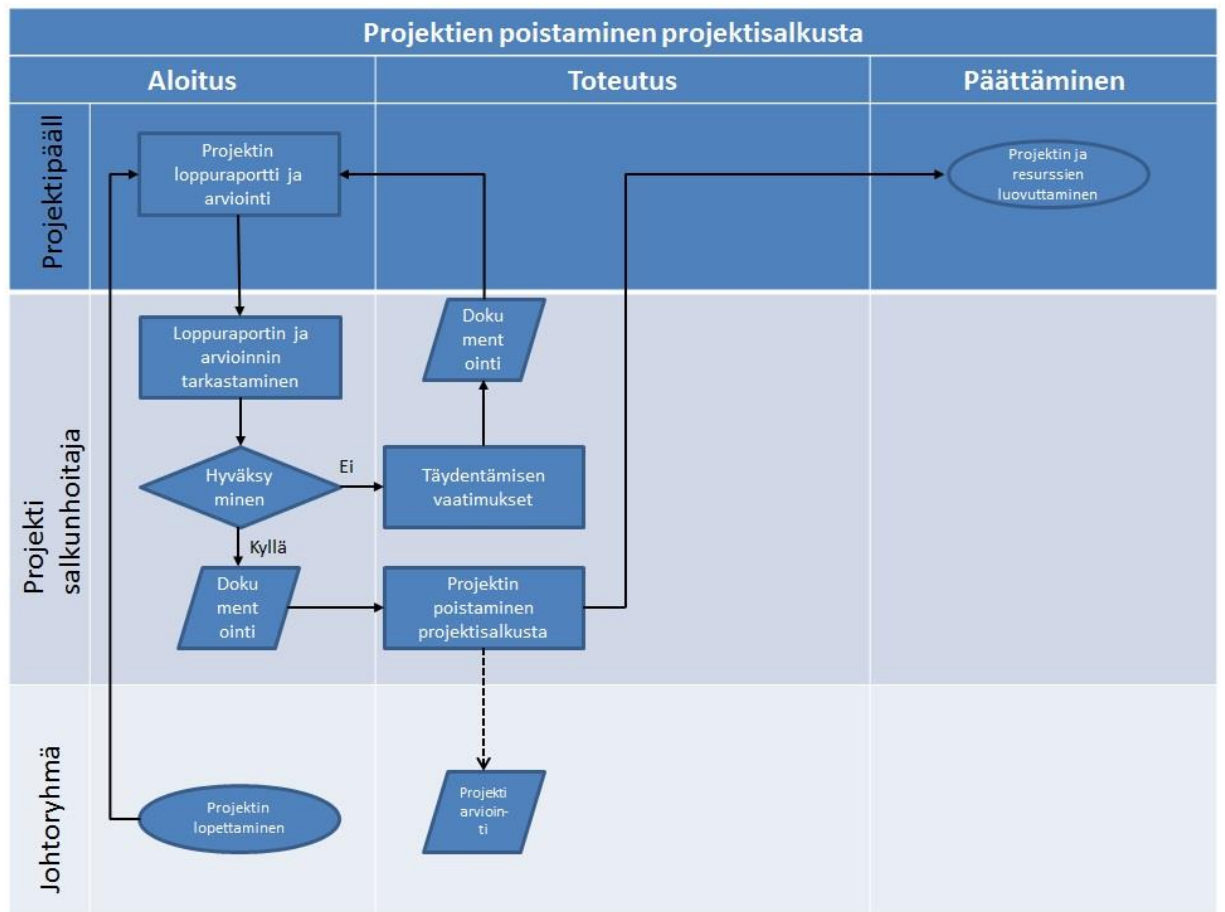 Projektien poistaminen projektisalkusta
Aloitus
Toteutus
Päättäminen
Projektipääll
Projektin
loppuraportti ja
arviointi
Projektin ja
resurssien
luovuttaminen
Projekti
salkunhoitaja
Loppuraportin ja
arvioinnin
tarkastaminen
Doku
ment
ointi
Hyväksy
minen
Ei
Täydentämisen
vaatimukset
Kyllä
Doku
ment
ointi
Projektin
poistaminen
projektisalkusta
Johtoryhmä
Projektin
lopettaminen
Projekti
arvioin-
ti